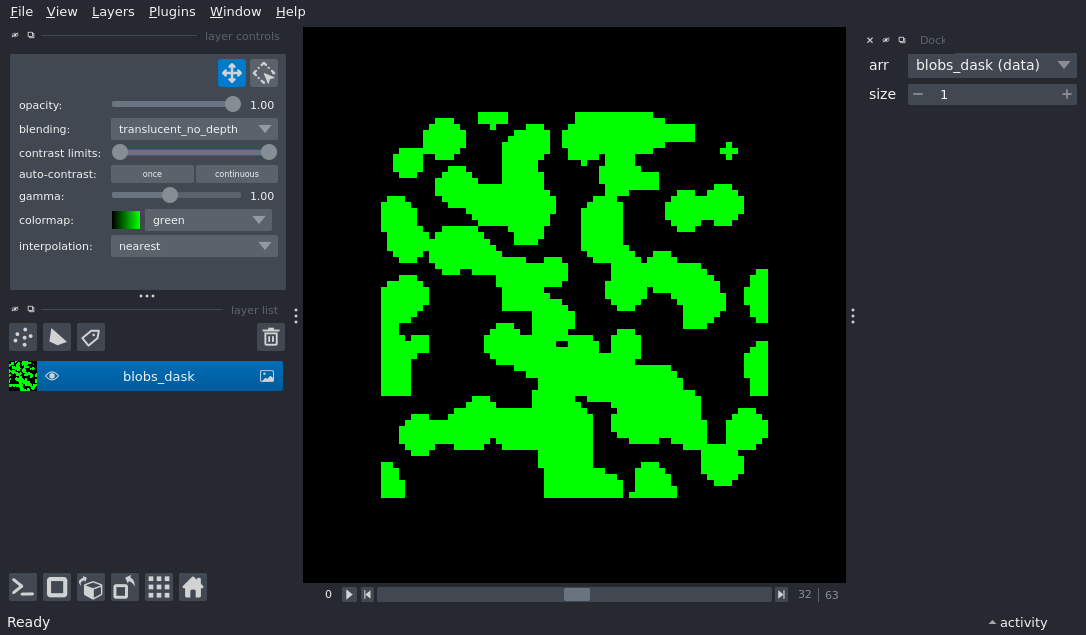 File View Layers Plugins Window Help
layer controls
opacity: 1.00
blending: translucent_no_depth
contrast limits:
auto-contrast: once continuous
gamma: 1.00
colormap: green
interpolation: nearest
layer list
blobs_dask
0 32 63
Dock
arr blobs_dask (data)
size 1
Ready activity